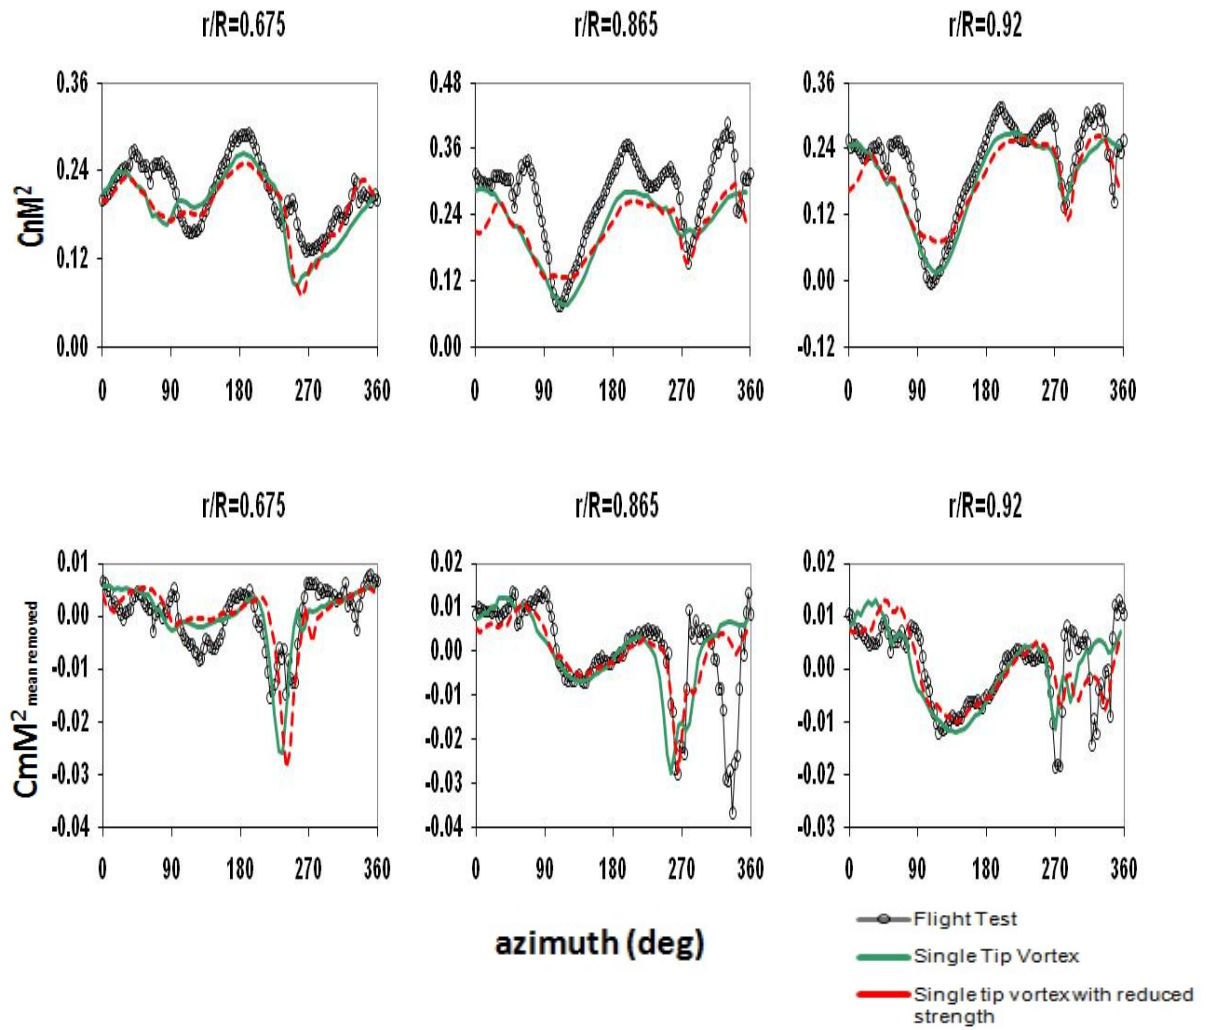 r/R=0.675 r/R=0.865 r/R=0.92
0.36 0.48 0.36
0.36 0.24
0.24
0.24 0.12
CnM²
0.12 0.12 0.00
0.00 0.00 -0.12
0 90 180 270 360 0 90 180 270 360 0 90 180 270 360
r/R=0.675 r/R=0.865 r/R=0.92
0.01 0.02 0.02
0.01 0.01
0.00
0.00 0.00
-0.01
-0.01
-0.02 -0.01
-0.02
-0.03 -0.03 -0.02
-0.04 -0.04 -0.03
CmM² mean removed
0 90 180 270 360 0 90 180 270 360 0 90 180 270 360
azimuth (deg)
Flight Test
Single Tip Vortex
Single tip vortex with reduced
strength